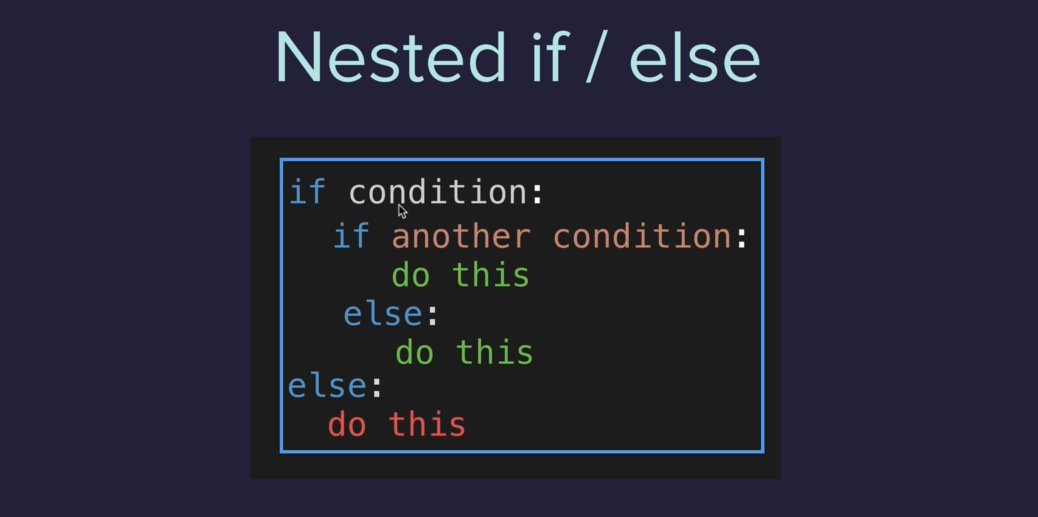 Nested if / else
if condition:
if another condition:
do this
else:
do this
else:
do this